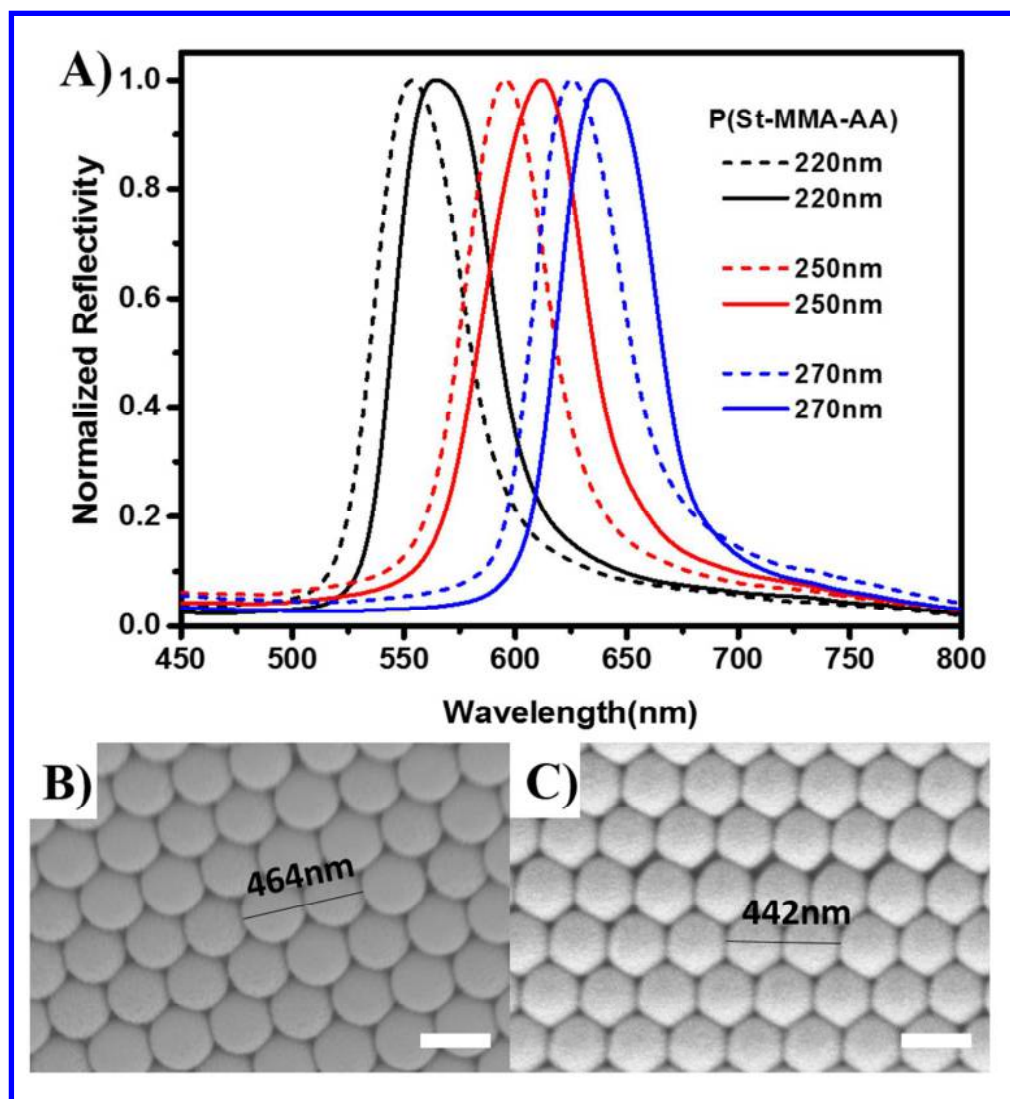 A)
1.0
0.8
0.6
0.4
0.2
0.0
Normalized Reflectivity
P(St-MMA-AA)
220nm
220nm
250nm
250nm
270nm
270nm
450 500 550 600 650 700 750 800
Wavelength(nm)
B)
464nm
C)
442nm